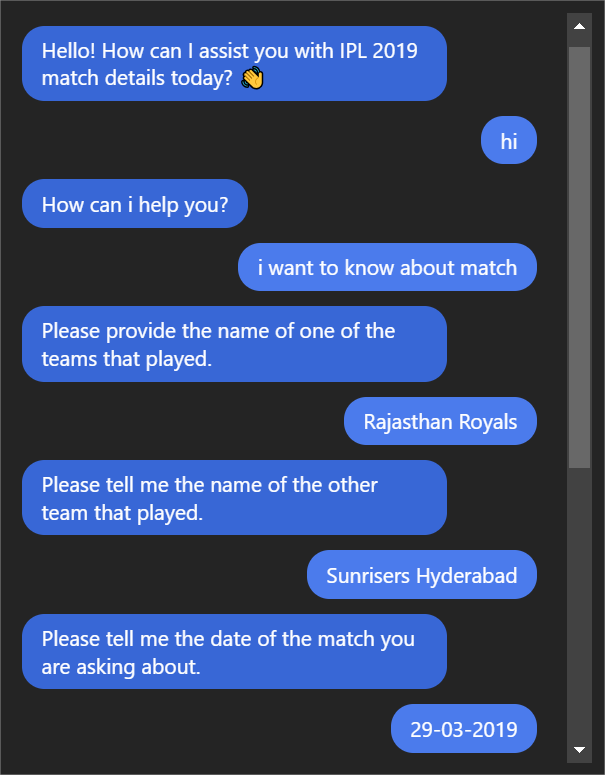 Hello! How can I assist you with IPL 2019
match details today? 👋
hi
How can i help you?
i want to know about match
Please provide the name of one of the
teams that played.
Rajasthan Royals
Please tell me the name of the other
team that played.
Sunrisers Hyderabad
Please tell me the date of the match you
are asking about.
29-03-2019